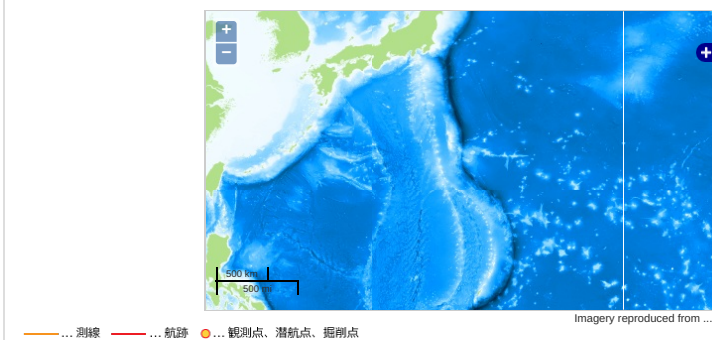 +
−
+
500 km
500 mi
Imagery reproduced from ...
... 測線 ... 航跡 ... 観測点、潜航点、掘削点